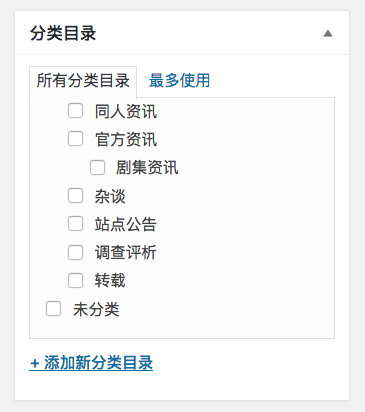 分类目录
所有分类目录 最多使用
同人资讯
官方资讯
剧集资讯
杂谈
站点公告
调查评析
转载
未分类
+ 添加新分类目录